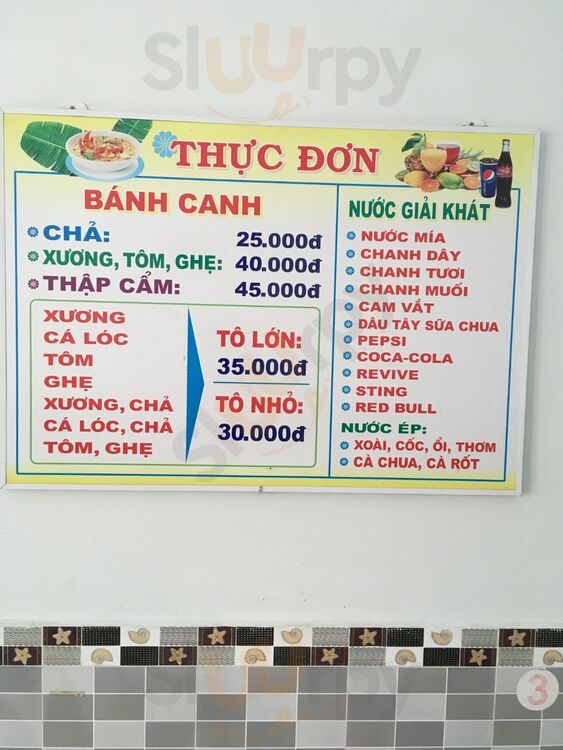 Sluurpy
THỰC ĐƠN
BÁNH CANH
CHẢ: 25.000đ
XƯƠNG, TÔM, GHẸ: 40.000đ
THẬP CẨM: 45.000đ
XƯƠNG
CÁ LÓC
TÔM
GHẸ
XƯƠNG, CHẢ
CÁ LÓC, CHẢ
TÔM, GHẸ
TÔ LỚN:
35.000đ
TÔ NHỎ:
30.000đ
NƯỚC GIẢI KHÁT
NƯỚC MÍA
CHANH DÂY
CHANH TƯƠI
CHANH MUỐI
CAM VẮT
DÂU TÂY SỮA CHUA
PEPSI
COCA-COLA
REVIVE
STING
RED BULL
NƯỚC ÉP:
XOÀI, CỐC, ỔI, THƠM
CÀ CHUA, CÀ RỐT
Sluurpy
Sluurpy
3